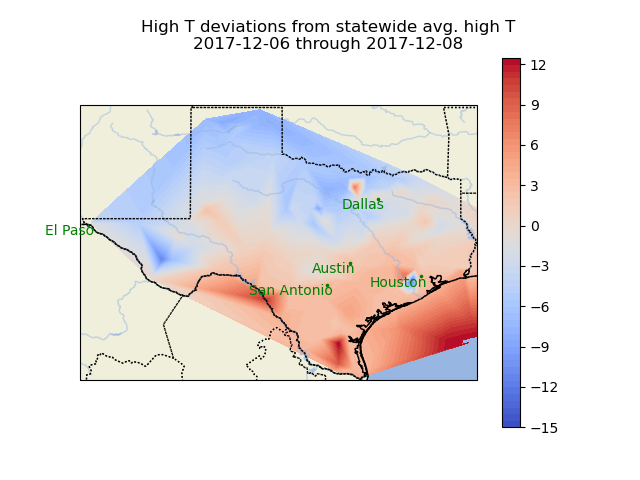 High T deviations from statewide avg. high T
2017-12-06 through 2017-12-08
12
9
6
3
0
−3
−6
−9
−12
−15
Dallas
El Paso
Austin
Houston
San Antonio